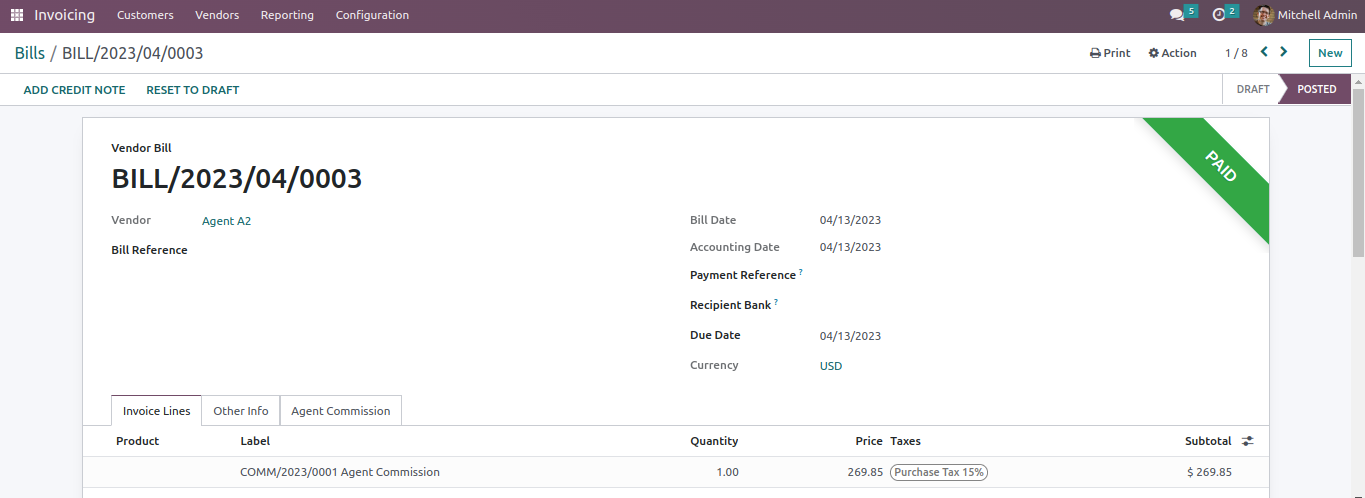 Invoicing Customers Vendors Reporting Configuration 5 2 Mitchell Admin
Bills / BILL/2023/04/0003 Print Action 1 / 8 New
ADD CREDIT NOTE RESET TO DRAFT DRAFT POSTED
PAID
Vendor Bill
BILL/2023/04/0003
Vendor Agent A2 Bill Date 04/13/2023
Bill Reference Accounting Date 04/13/2023
Payment Reference ?
Recipient Bank ?
Due Date 04/13/2023
Currency USD
Invoice Lines Other Info Agent Commission
Product Label Quantity Price Taxes Subtotal
COMM/2023/0001 Agent Commission 1.00 269.85 Purchase Tax 15% $ 269.85